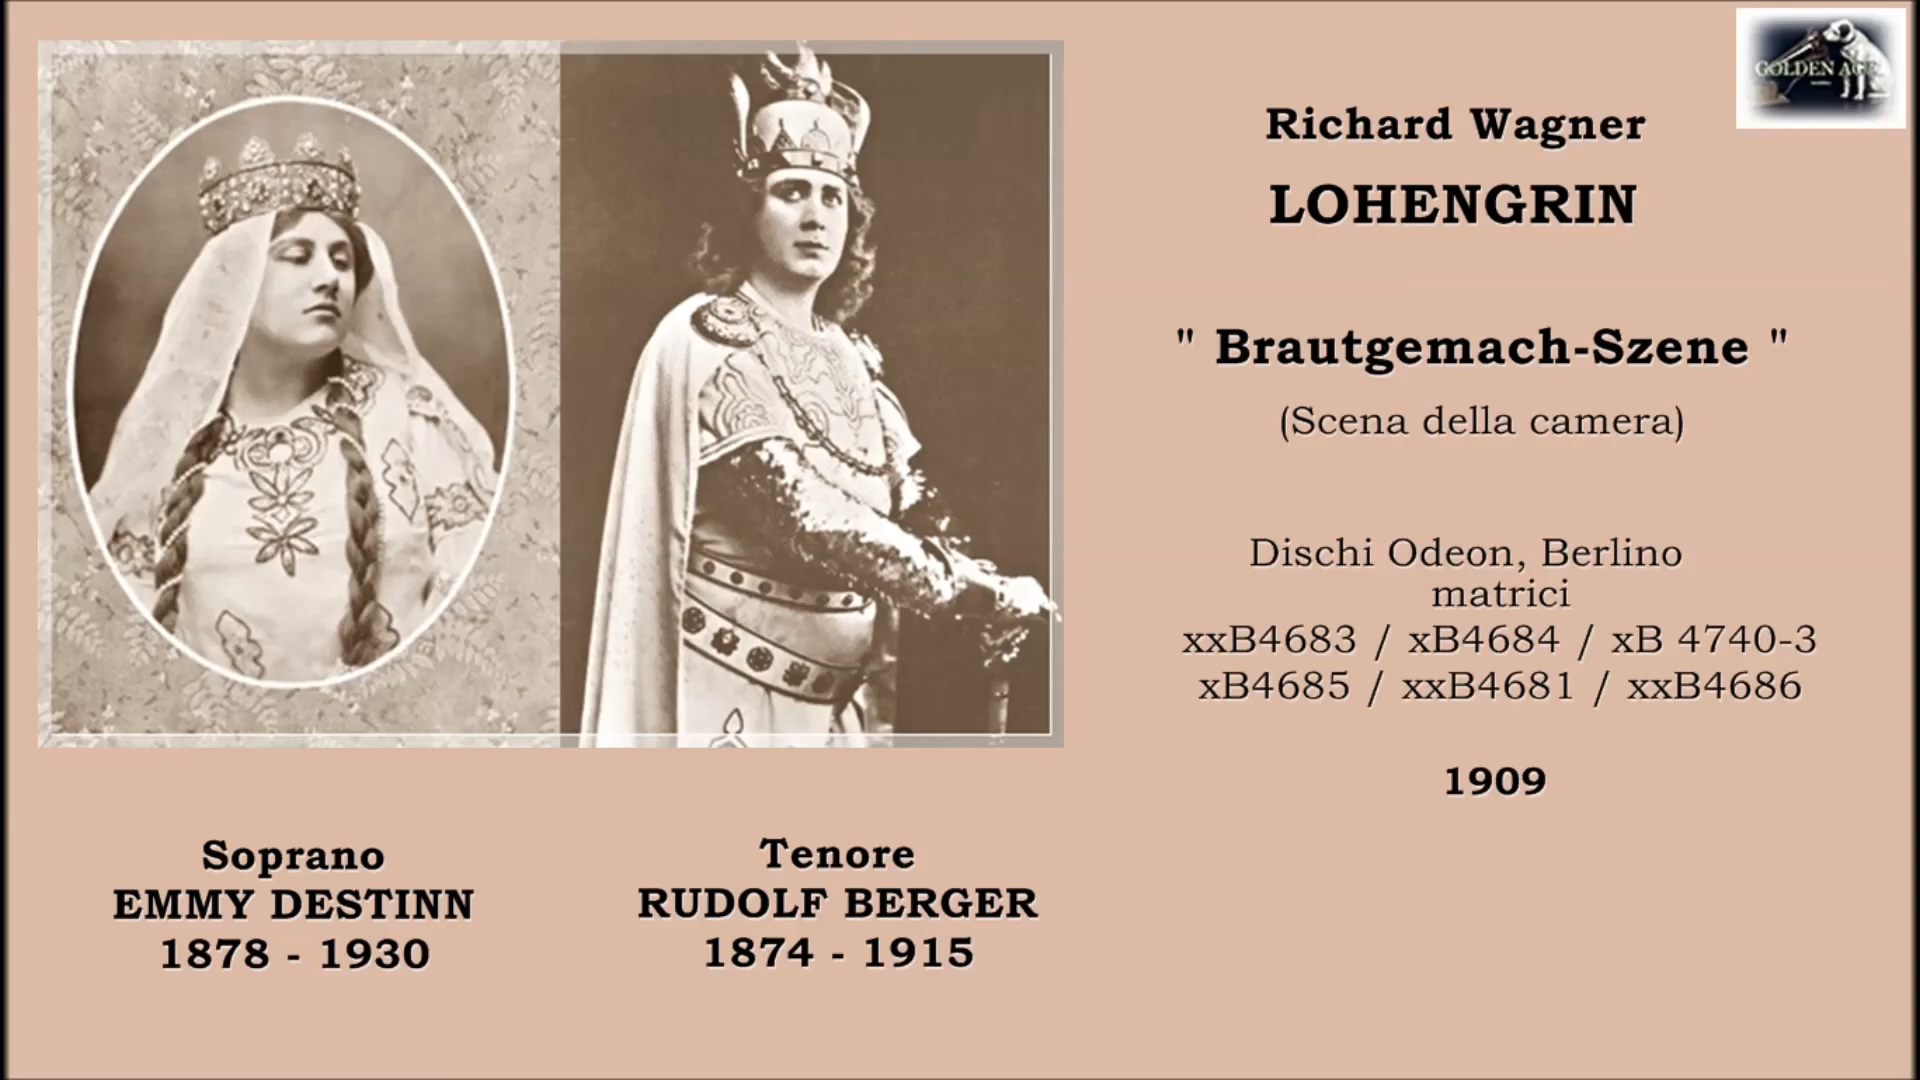 GOLDEN AGE
Richard Wagner
LOHENGRIN
" Brautgemach-Szene "
(Scena della camera)
Dischi Odeon, Berlino
matrici
xxB4683 / xB4684 / xB 4740-3
xB4685 / xxB4681 / xxB4686
1909
Soprano
EMMY DESTINN
1878 - 1930
Tenore
RUDOLF BERGER
1874 - 1915